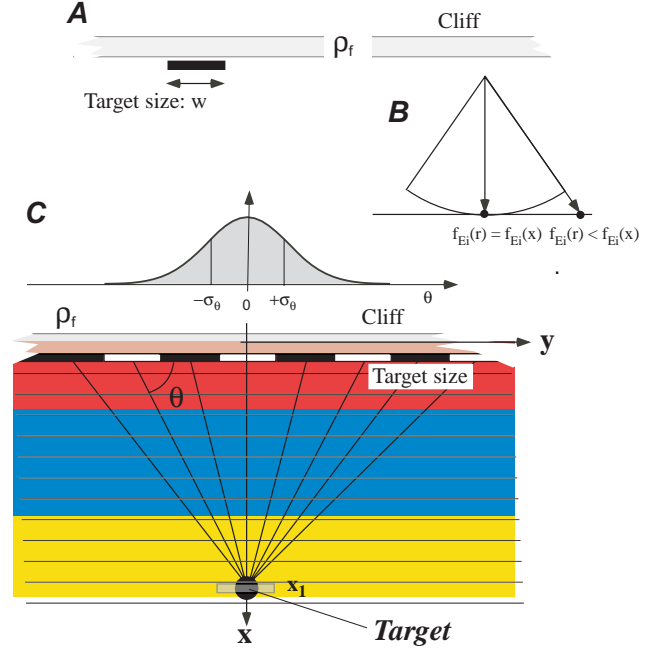 A
Cliff
ρf
Target size: w
B
fEi(r) = fEi(x) fEi(r) < fEi(x)
C
−σθ 0 +σθ θ
ρf Cliff
y
Target size
θ
x1
x
Target